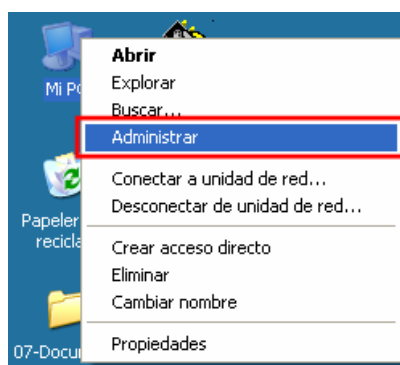 Abrir
Explorar
Buscar...
Administrar
Conectar a unidad de red...
Desconectar de unidad de red...
Crear acceso directo
Eliminar
Cambiar nombre
Propiedades
Mi